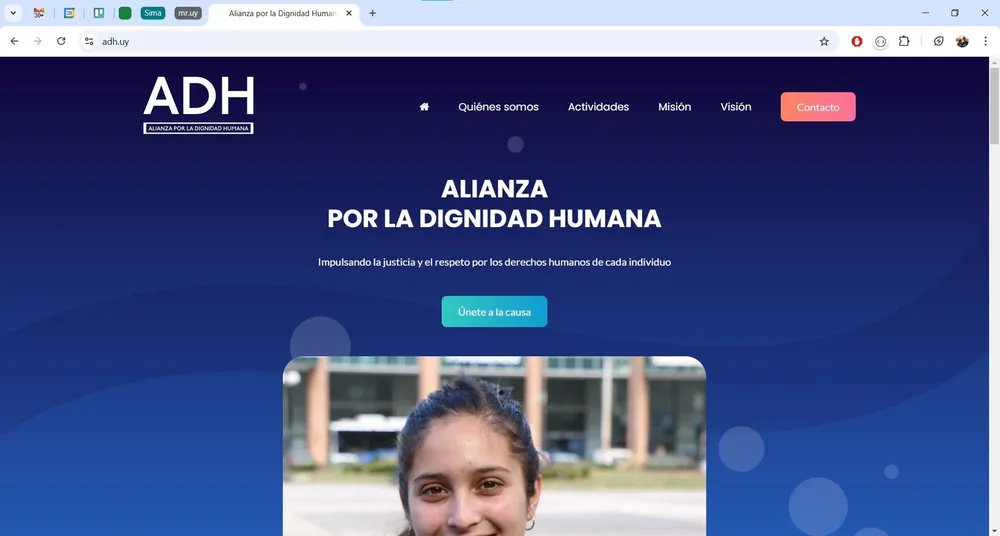 Sima
mr.uy
Alianza por la Dignidad Human
adh.uy
ADH
ALIANZA POR LA DIGNIDAD HUMANA
Quiénes somos
Actividades
Misión
Visión
Contacto
ALIANZA
POR LA DIGNIDAD HUMANA
Impulsando la justicia y el respeto por los derechos humanos de cada individuo
Únete a la causa